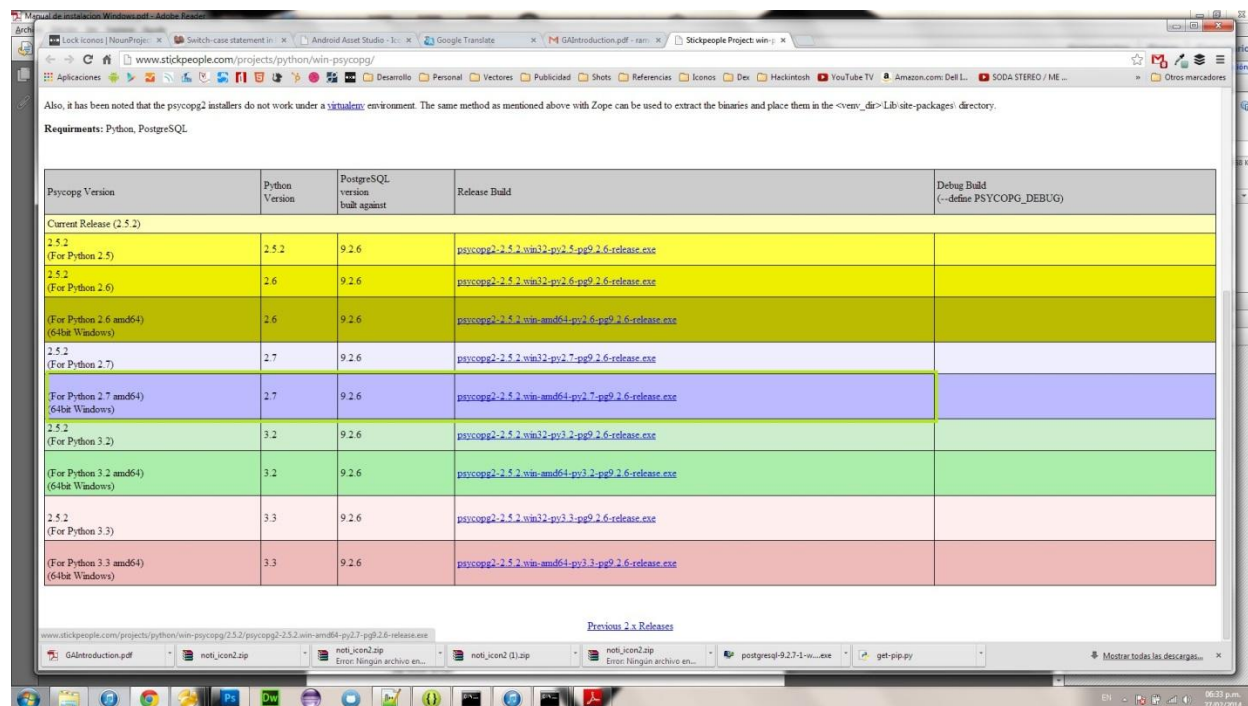 Manual de instalacion Windows.pdf - Adobe Reader
Lock iconos | NounProjec
Switch-case statement in
Android Asset Studio - Ico
Google Translate
GAIntroduction.pdf - ram
Stickpeople Project: win-p
www.stickpeople.com/projects/python/win-psycopg/
Aplicaciones
Desarrollo
Personal
Vectores
Publicidad
Shots
Referencias
Iconos
Dex
Hackintosh
YouTube TV
Amazon.com: Dell L...
SODA STEREO / ME ...
»
Otros marcadores
Also, it has been noted that the psycopg2 installers do not work under a virtualenv environment. The same method as mentioned above with Zope can be used to extract the binaries and place them in the <venv_dir>\Lib\site-packages\ directory.
Requirments: Python, PostgreSQL
Psycopg Version
Python
Version
PostgreSQL
version
built against
Release Build
Debug Build
(--define PSYCOPG_DEBUG)
Current Release (2.5.2)
2.5.2
(For Python 2.5)
2.5.2
9.2.6
psycopg2-2.5.2.win32-py2.5-pg9.2.6-release.exe
2.5.2
(For Python 2.6)
2.6
9.2.6
psycopg2-2.5.2.win32-py2.6-pg9.2.6-release.exe
(For Python 2.6 amd64)
(64bit Windows)
2.6
9.2.6
psycopg2-2.5.2.win-amd64-py2.6-pg9.2.6-release.exe
2.5.2
(For Python 2.7)
2.7
9.2.6
psycopg2-2.5.2.win32-py2.7-pg9.2.6-release.exe
(For Python 2.7 amd64)
(64bit Windows)
2.7
9.2.6
psycopg2-2.5.2.win-amd64-py2.7-pg9.2.6-release.exe
2.5.2
(For Python 3.2)
3.2
9.2.6
psycopg2-2.5.2.win32-py3.2-pg9.2.6-release.exe
(For Python 3.2 amd64)
(64bit Windows)
3.2
9.2.6
psycopg2-2.5.2.win-amd64-py3.2-pg9.2.6-release.exe
2.5.2
(For Python 3.3)
3.3
9.2.6
psycopg2-2.5.2.win32-py3.3-pg9.2.6-release.exe
(For Python 3.3 amd64)
(64bit Windows)
3.3
9.2.6
psycopg2-2.5.2.win-amd64-py3.3-pg9.2.6-release.exe
Previous 2.x Releases
www.stickpeople.com/projects/python/win-psycopg/2.5.2/psycopg2-2.5.2.win-amd64-py2.7-pg9.2.6-release.exe
GAIntroduction.pdf
noti_icon2.zip
noti_icon2.zip
Error: Ningún archivo en...
noti_icon2 (1).zip
noti_icon2.zip
Error: Ningún archivo en...
postgresql-9.2.7-1-w....exe
get-pip.py
Mostrar todas las descargas...
Ps
Dw
EN
06:33 p.m.
27/02/2014